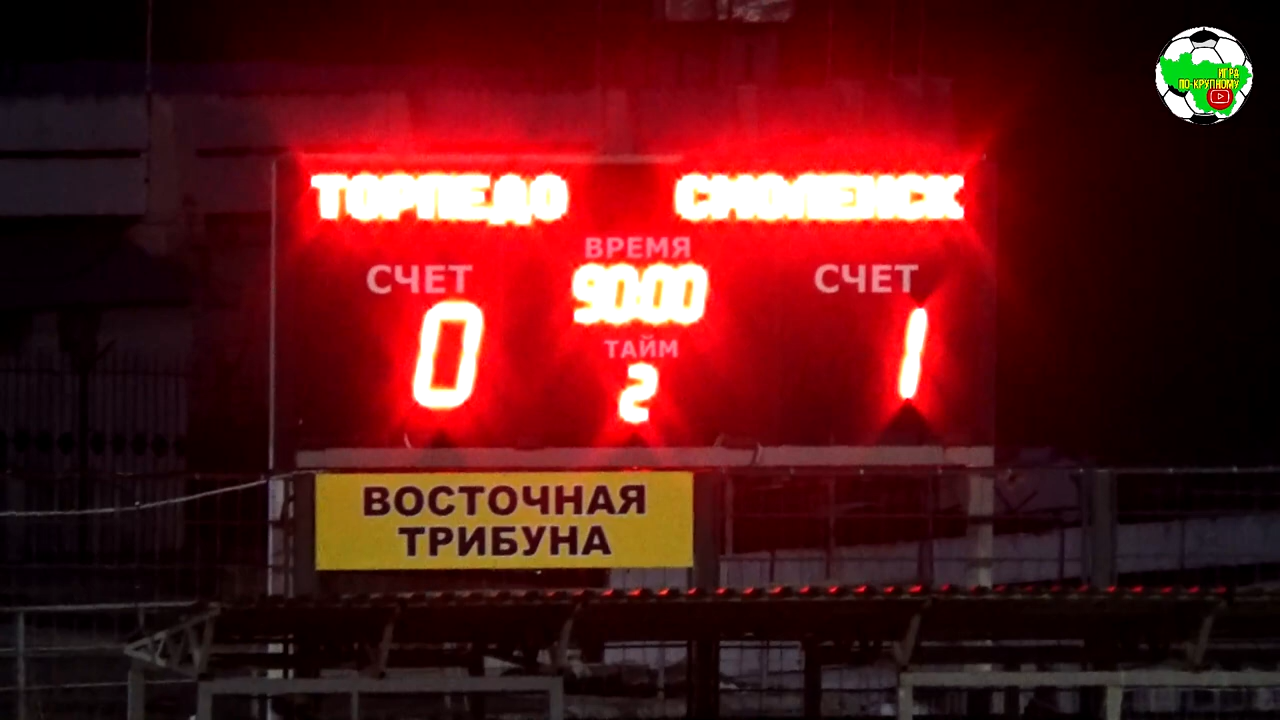 ИГРА
ПО-КРУПНОМУ
ТОРПЕДО СМОЛЕНСК
ВРЕМЯ
СЧЕТ 90:00 СЧЕТ
0 1
ТАЙМ
2
ВОСТОЧНАЯ
ТРИБУНА